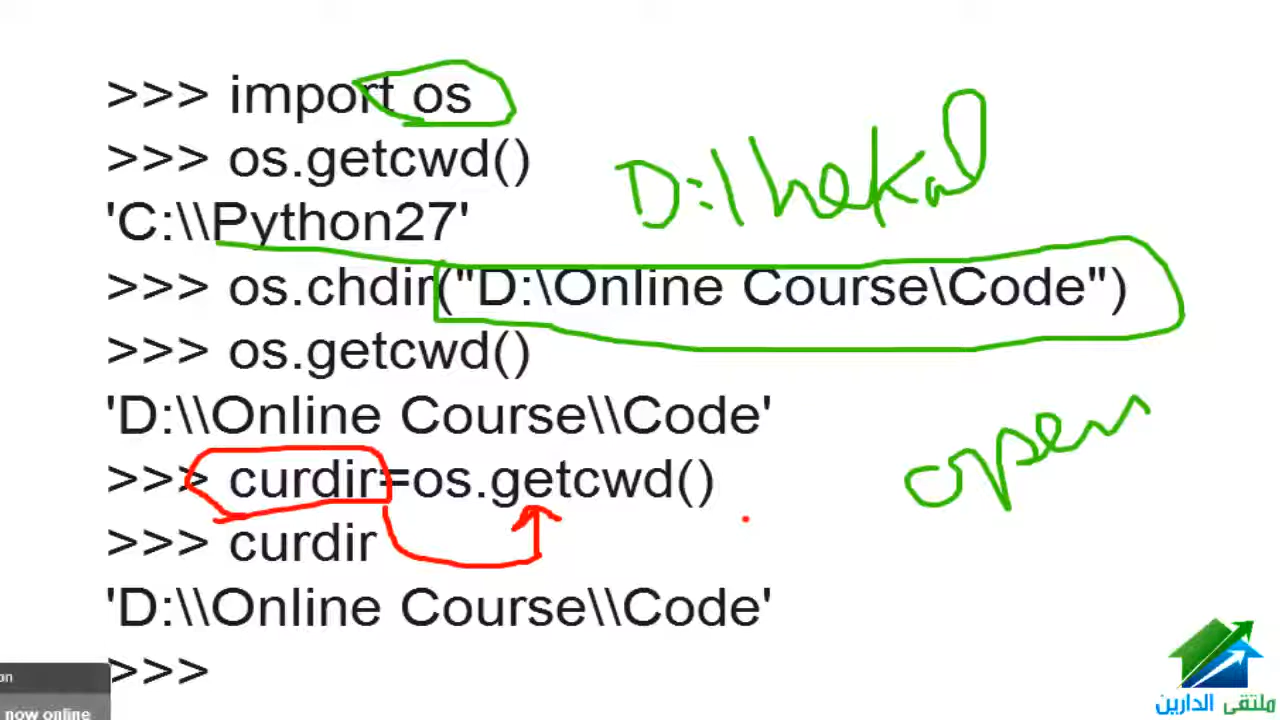 >>> import os
>>> os.getcwd()
'C:\\Python27'
D:\hekal
>>> os.chdir("D:\Online Course\Code")
>>> os.getcwd()
'D:\\Online Course\\Code'
open
>>> curdir=os.getcwd()
>>> curdir
'D:\\Online Course\\Code'
>>>
on
now online
ملتقى الدارين